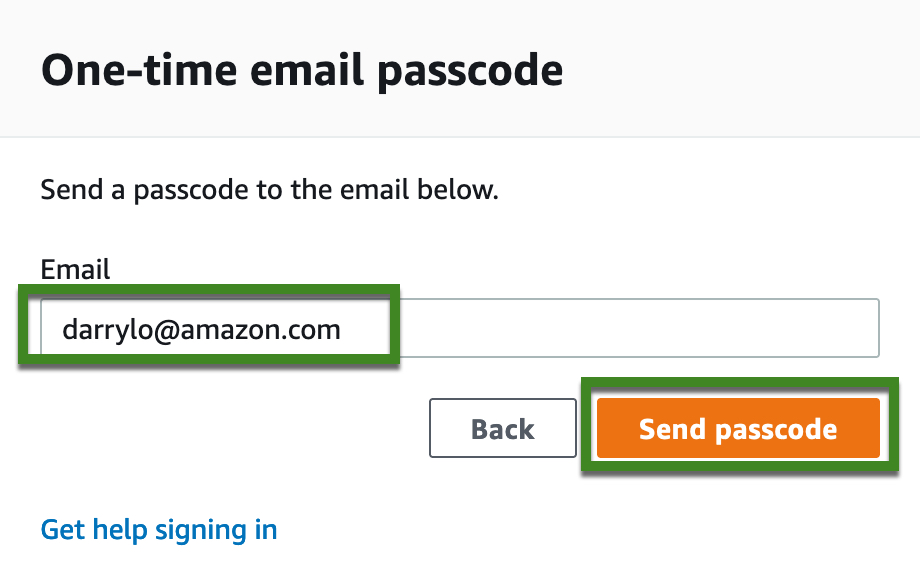 One-time email passcode
Send a passcode to the email below.
Email
darrylo@amazon.com
Back
Send passcode
Get help signing in